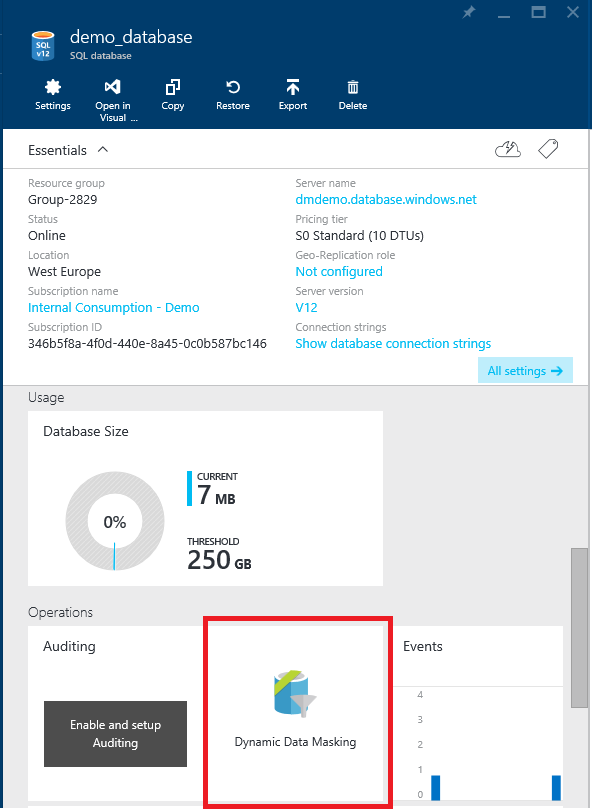 SQL
v12
demo_database
SQL database
Settings
Open in
Visual ...
Copy
Restore
Export
Delete
Essentials
Resource group
Group-2829
Server name
dmdemo.database.windows.net
Status
Online
Pricing tier
S0 Standard (10 DTUs)
Location
West Europe
Geo-Replication role
Not configured
Subscription name
Internal Consumption - Demo
Server version
V12
Subscription ID
346b5f8a-4f0d-440e-8a45-0c0b587bc146
Connection strings
Show database connection strings
All settings
Usage
Database Size
0%
CURRENT
7 MB
THRESHOLD
250 GB
Operations
Auditing
Enable and setup
Auditing
Dynamic Data Masking
Events
4
3
2
1
0